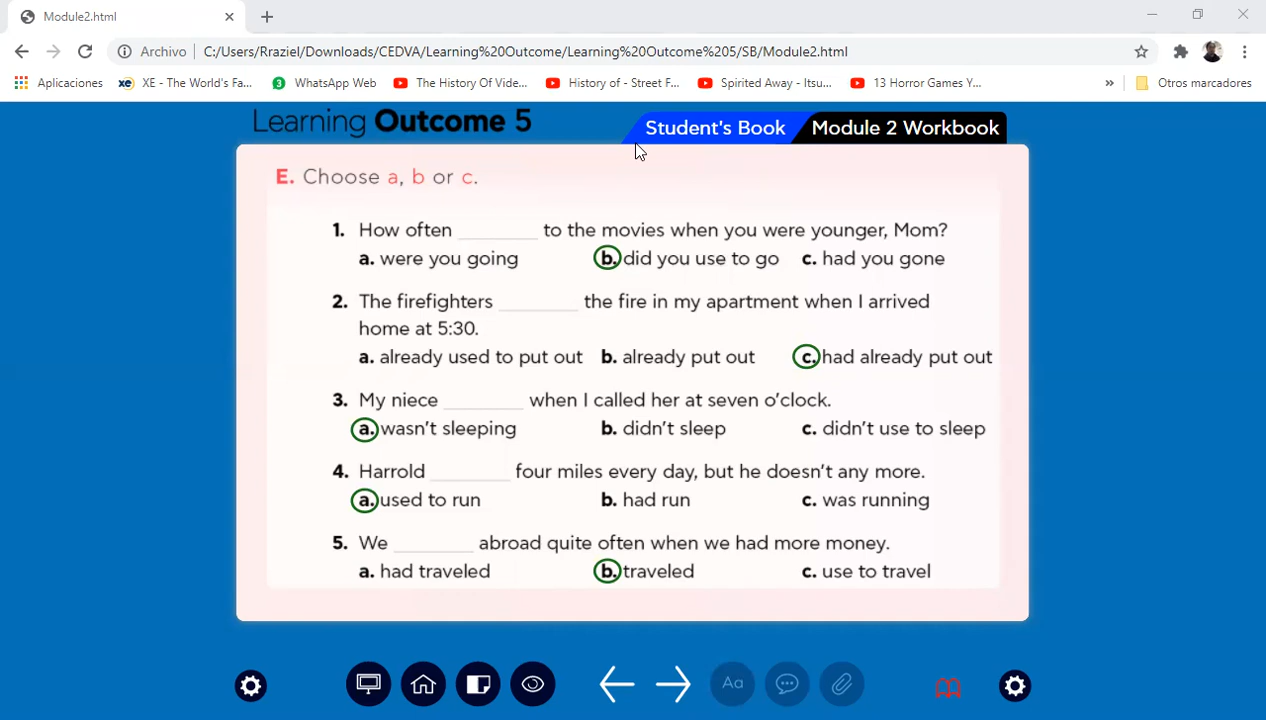 Module2.html
Archivo C:/Users/Rraziel/Downloads/CEDVA/Learning%20Outcome/Learning%20Outcome%205/SB/Module2.html
Aplicaciones XE - The World's Fa... 3 WhatsApp Web The History Of Vide... History of - Street F... Spirited Away - Itsu... 13 Horror Games Y... » Otros marcadores
Learning Outcome 5
Student's Book Module 2 Workbook
E. Choose a, b or c.
1. How often ________ to the movies when you were younger, Mom?
a. were you going b. did you use to go c. had you gone
2. The firefighters ________ the fire in my apartment when I arrived
home at 5:30.
a. already used to put out b. already put out c. had already put out
3. My niece ________ when I called her at seven o'clock.
a. wasn't sleeping b. didn't sleep c. didn't use to sleep
4. Harrold ________ four miles every day, but he doesn't any more.
a. used to run b. had run c. was running
5. We ________ abroad quite often when we had more money.
a. had traveled b. traveled c. use to travel
Aa